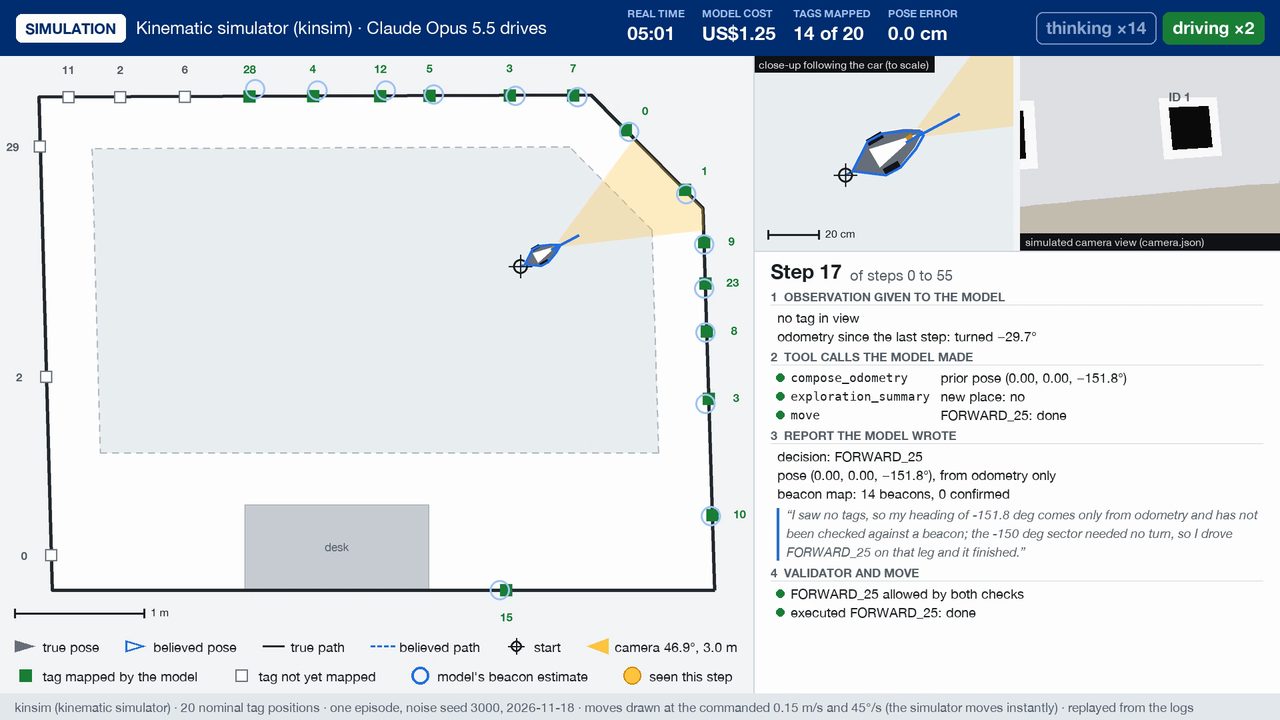 SIMULATION
Kinematic simulator (kinsim) · Claude Opus 5.5 drives
REAL TIME
05:01
MODEL COST
US$1.25
TAGS MAPPED
14 of 20
POSE ERROR
0.0 cm
thinking ×14
driving ×2
11
2
6
28
4
12
5
3
7
0
1
9
23
8
3
10
15
29
2
0
desk
1 m
true pose
believed pose
true path
believed path
start
camera 46.9°, 3.0 m
tag mapped by the model
tag not yet mapped
model's beacon estimate
seen this step
close-up following the car (to scale)
20 cm
ID 1
simulated camera view (camera.json)
Step 17 of steps 0 to 55
1 OBSERVATION GIVEN TO THE MODEL
no tag in view
odometry since the last step: turned −29.7°
2 TOOL CALLS THE MODEL MADE
compose_odometry prior pose (0.00, 0.00, −151.8°)
exploration_summary new place: no
move FORWARD_25: done
3 REPORT THE MODEL WROTE
decision: FORWARD_25
pose (0.00, 0.00, −151.8°), from odometry only
beacon map: 14 beacons, 0 confirmed
“I saw no tags, so my heading of -151.8 deg comes only from odometry and has not
been checked against a beacon; the -150 deg sector needed no turn, so I drove
FORWARD_25 on that leg and it finished.”
4 VALIDATOR AND MOVE
FORWARD_25 allowed by both checks
executed FORWARD_25: done
kinsim (kinematic simulator) · 20 nominal tag positions · one episode, noise seed 3000, 2026-11-18 · moves drawn at the commanded 0.15 m/s and 45°/s (the simulator moves instantly) · replayed from the logs